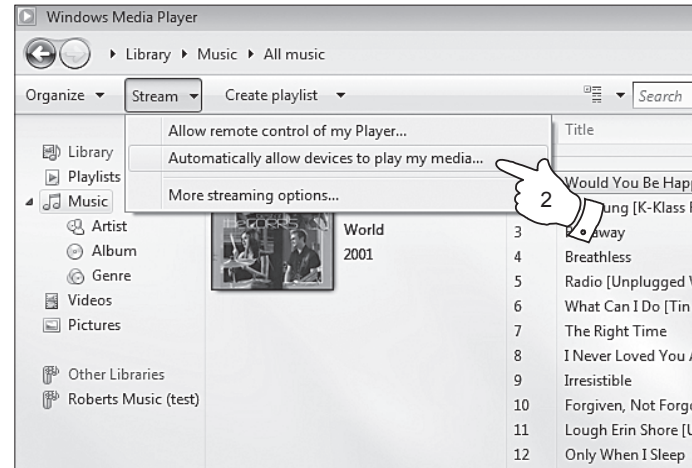 Windows Media Player
Library Music All music
Organize Stream Create playlist Search
Allow remote control of my Player...
Automatically allow devices to play my media...
More streaming options...
2
Library
Playlists
Music
Artist
Album
Genre
Videos
Pictures
Other Libraries
Roberts Music (test)
THE CORRS
World
2001
Title
Would You Be Hap
ung [K-Klass
3 away
4 Breathless
5 Radio [Unplugged
6 What Can I Do [Tin
7 The Right Time
8 I Never Loved You
9 Irresistible
10 Forgiven, Not Forgo
11 Lough Erin Shore [U
12 Only When I Sleep